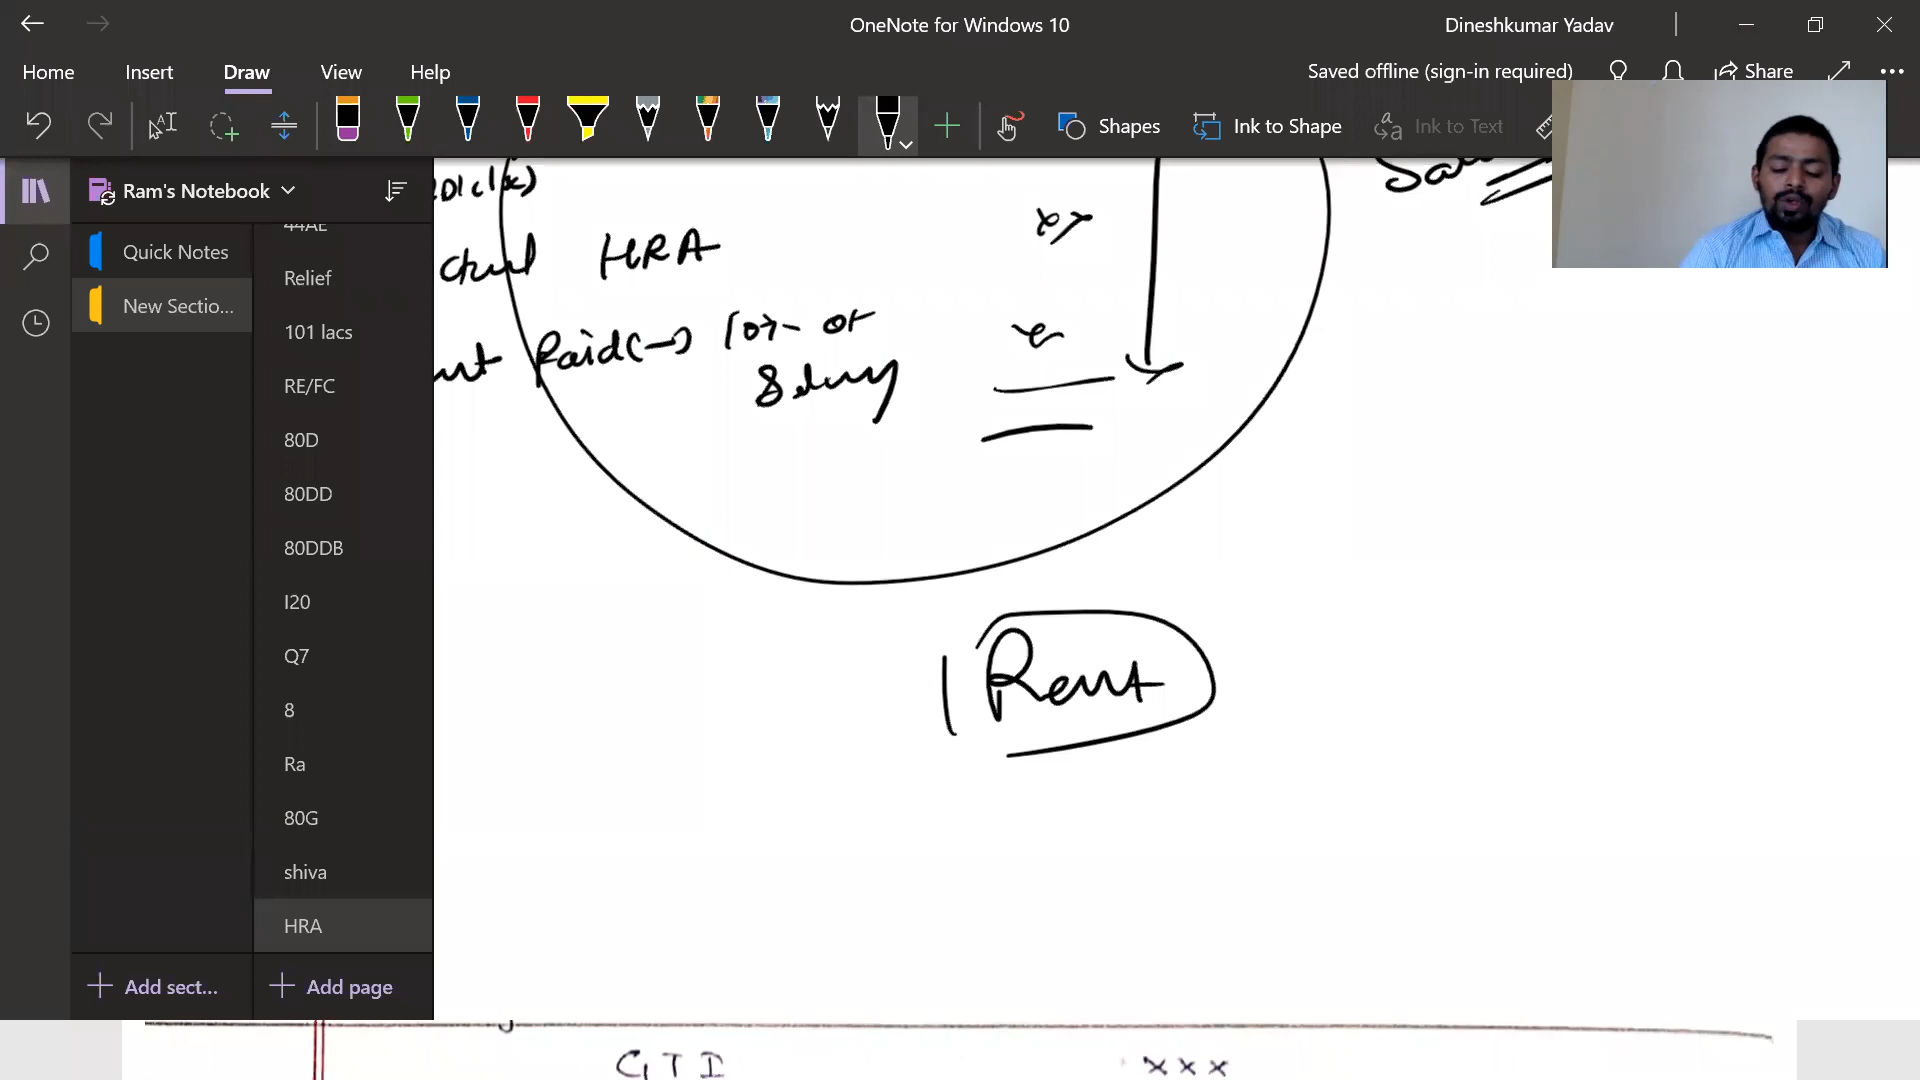 OneNote for Windows 10
Dineshkumar Yadav
Home Insert Draw View Help
Saved offline (sign-in required) Share
Shapes Ink to Shape Ink to Text
Ram's Notebook
Quick Notes
New Sectio...
44AE
Relief
101 lacs
RE/FC
80D
80DD
80DDB
I20
Q7
8
Ra
80G
shiva
HRA
Add sect...
Add page
HRA
Paid (-) 10% of
Salary
Rent
GTI xxx